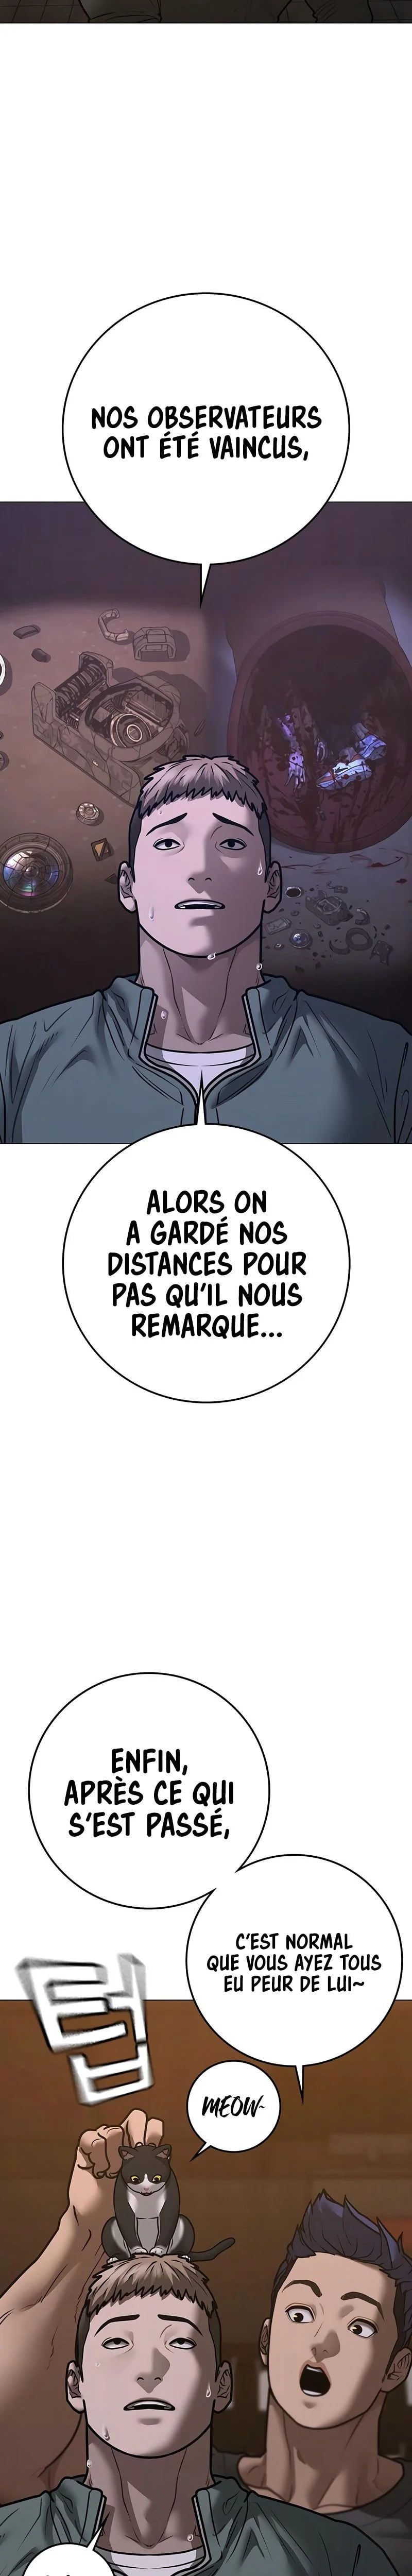 NOS OBSERVATEURS
ONT ÉTÉ VAINCUS,
ALORS ON
A GARDÉ NOS
DISTANCES POUR
PAS QU'IL NOUS
REMARQUE...
ENFIN,
APRÈS CE QUI
S'EST PASSÉ,
C'EST NORMAL
QUE VOUS AYEZ TOUS
EU PEUR DE LUI~
텁
MEOW~